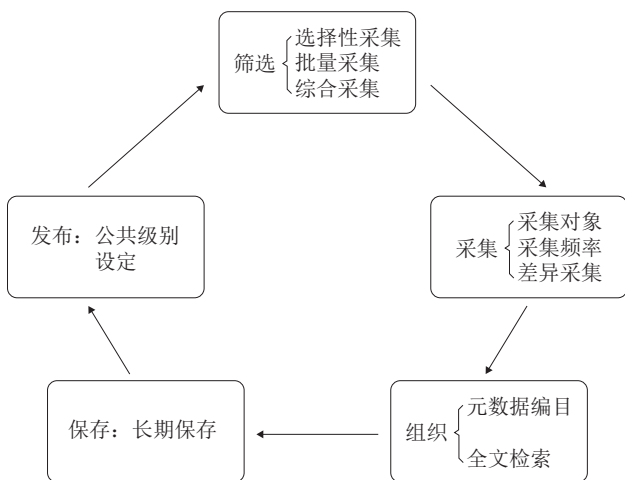 筛选
选择性采集
批量采集
综合采集
发布：公共级别
设定
采集
采集对象
采集频率
差异采集
保存：长期保存
组织
元数据编目
全文检索